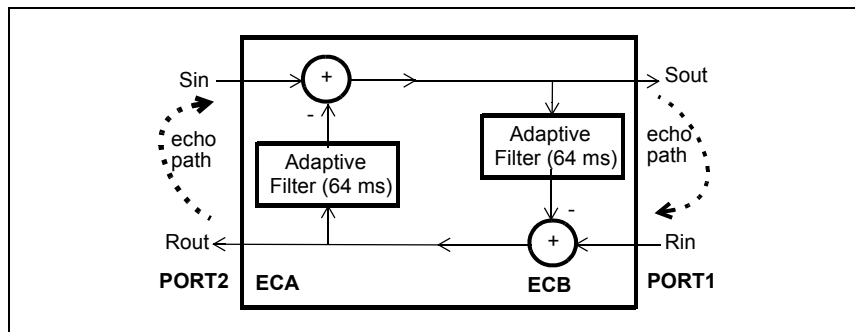 Sin
+
Sout
-
echo
path
Adaptive
Filter (64 ms)
Adaptive
Filter (64 ms)
echo
path
-
Rout
+
Rin
PORT2
ECA
ECB
PORT1